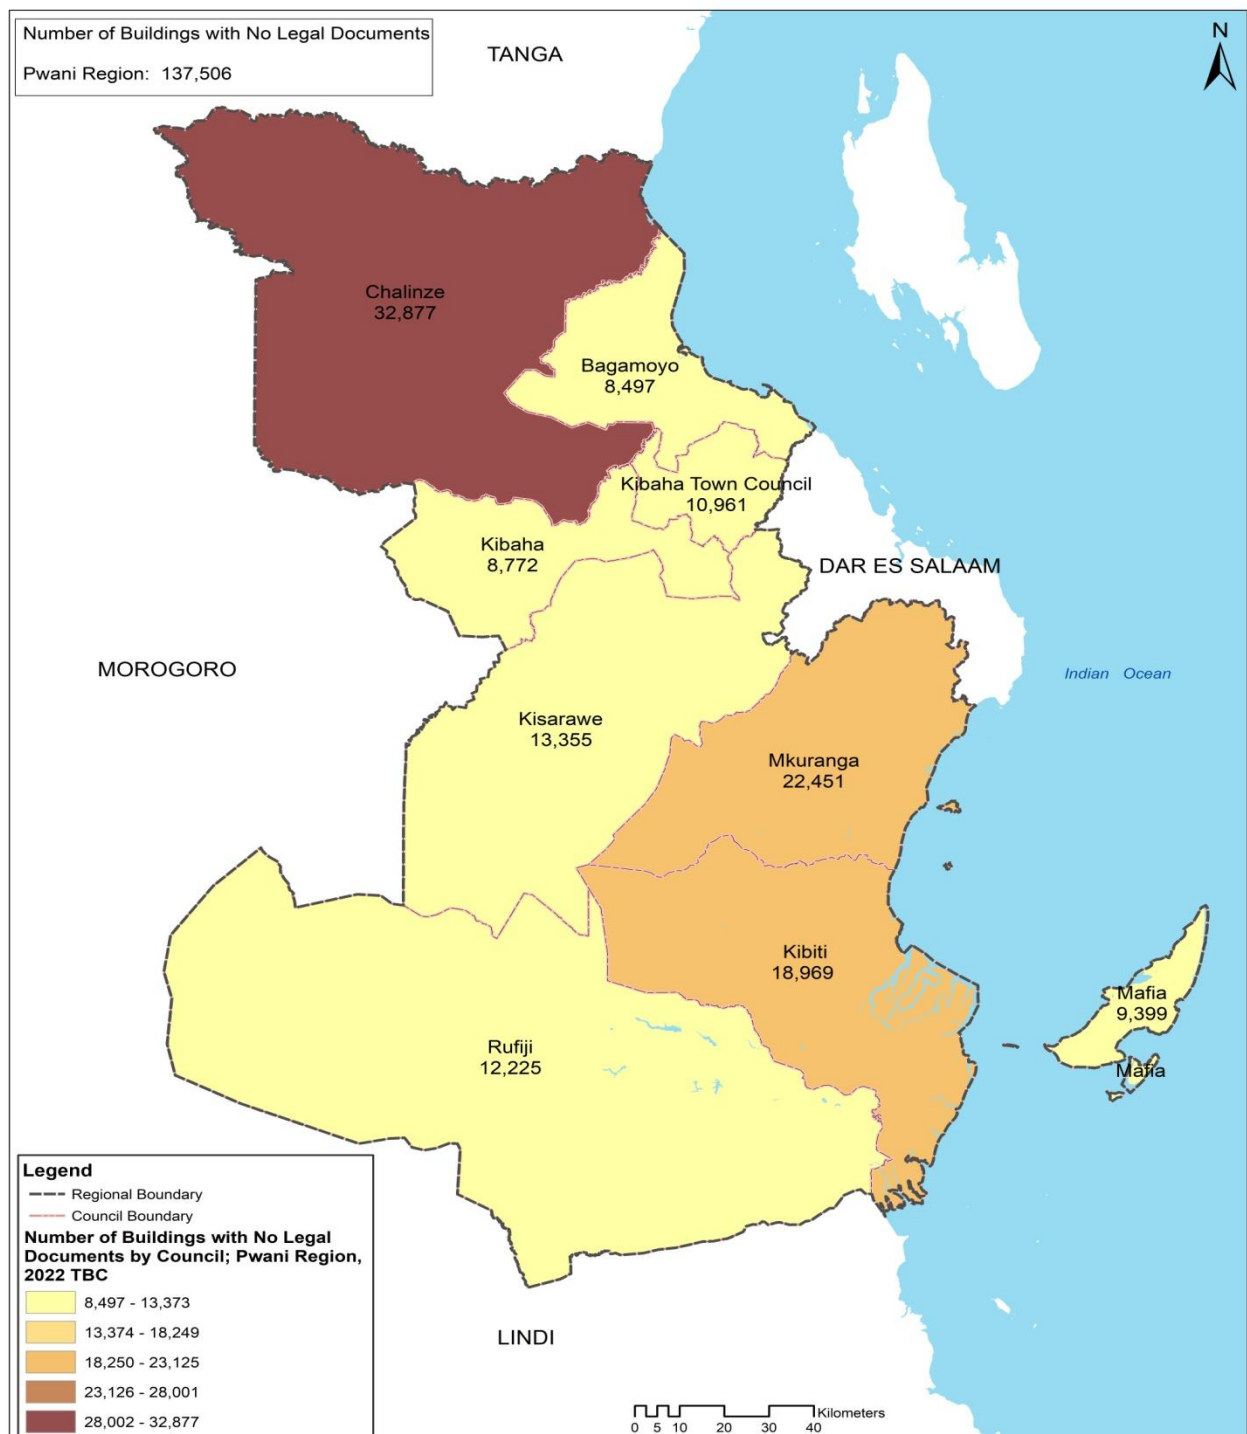 Number of Buildings with No Legal Documents
Pwani Region: 137,506
TANGA
N
Chalinze
32,877
Bagamoyo
8,497
Kibaha Town Council
10,961
Kibaha
8,772
DAR ES SALAAM
MOROGORO
Indian Ocean
Kisarawe
13,355
Mkuranga
22,451
Kibiti
18,969
Mafia
9,399
Mafia
Rufiji
12,225
Legend
Regional Boundary
Council Boundary
Number of Buildings with No Legal
Documents by Council; Pwani Region,
2022 TBC
8,497 - 13,373
13,374 - 18,249
18,250 - 23,125
23,126 - 28,001
28,002 - 32,877
LINDI
Kilometers
0 5 10 20 30 40